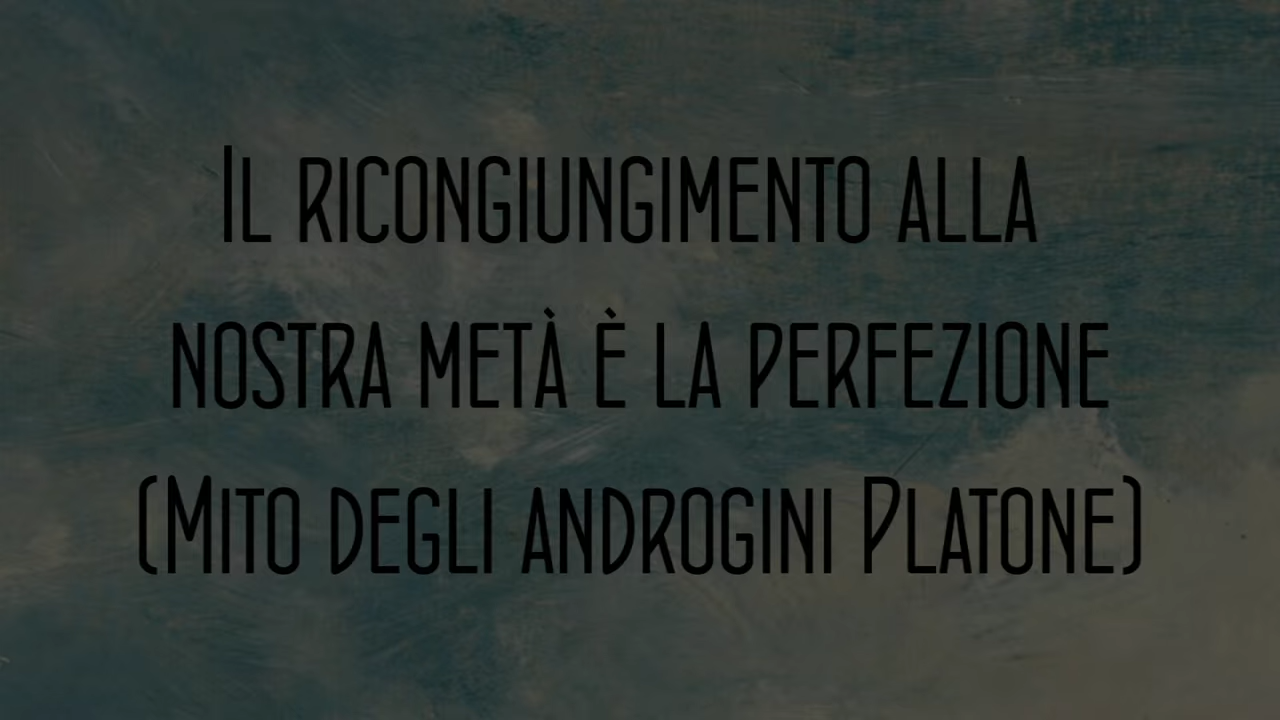 Il ricongiungimento alla
nostra metà è la perfezione
(Mito degli androgini Platone)